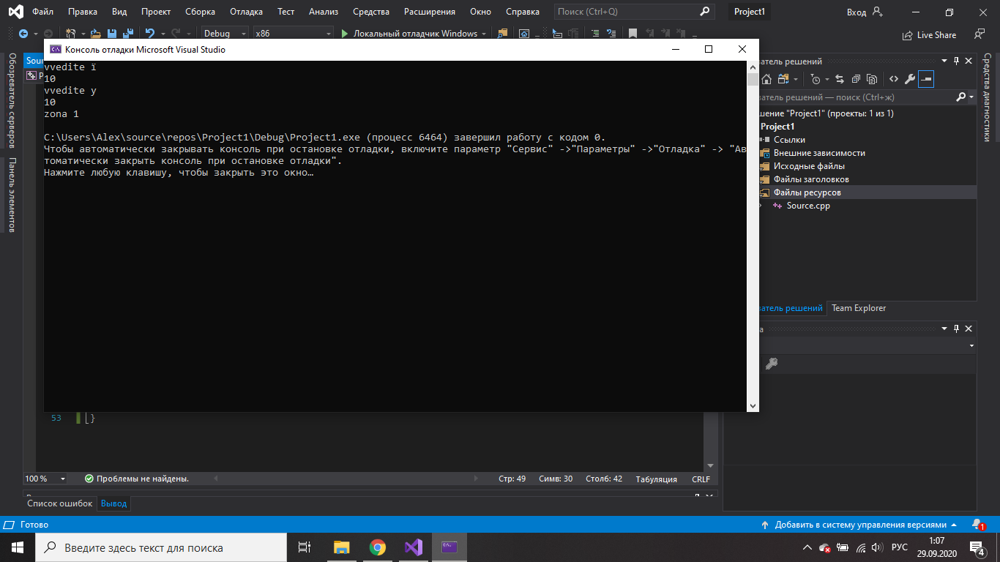 Файл Правка Вид Проект Сборка Отладка Тест Анализ Средства Расширения Окно Справка Поиск (Ctrl+Q) Project1 Вход
Debug x86 Локальный отладчик Windows Live Share
Консоль отладки Microsoft Visual Studio
Обозреватель серверов
Панель элементов
Sour
vvedite ï
10
vvedite y
10
zona 1
C:\Users\Alex\source\repos\Project1\Debug\Project1.exe (процесс 6464) завершил работу с кодом 0.
Чтобы автоматически закрывать консоль при остановке отладки, включите параметр "Сервис" ->"Параметры" ->"Отладка" -> "Ав
томатически закрыть консоль при остановке отладки".
Нажмите любую клавишу, чтобы закрыть это окно…
ватель решений
ватель решений — поиск (Ctrl+ж)
шение "Project1" (проекты: 1 из 1)
Project1
Ссылки
Внешние зависимости
Исходные файлы
Файлы заголовков
Файлы ресурсов
Source.cpp
ватель решений Team Explorer
Средства диагностики
а
53 }
100 % Проблемы не найдены. Стр: 49 Симв: 30 Столб: 42 Табуляция CRLF
Список ошибок Вывод
Готово Добавить в систему управления версиями 1
Введите здесь текст для поиска РУС 1:07
29.09.2020 4